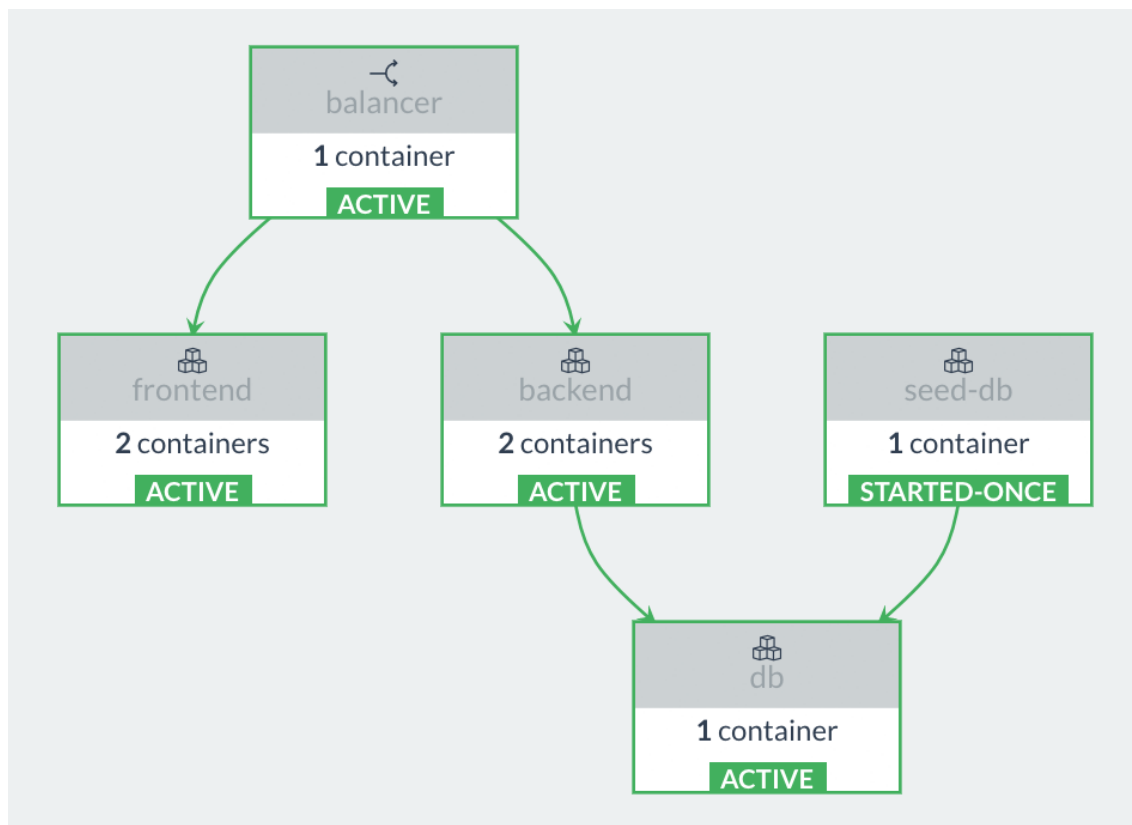 balancer
1 container
ACTIVE
frontend
2 containers
ACTIVE
backend
2 containers
ACTIVE
seed-db
1 container
STARTED-ONCE
db
1 container
ACTIVE